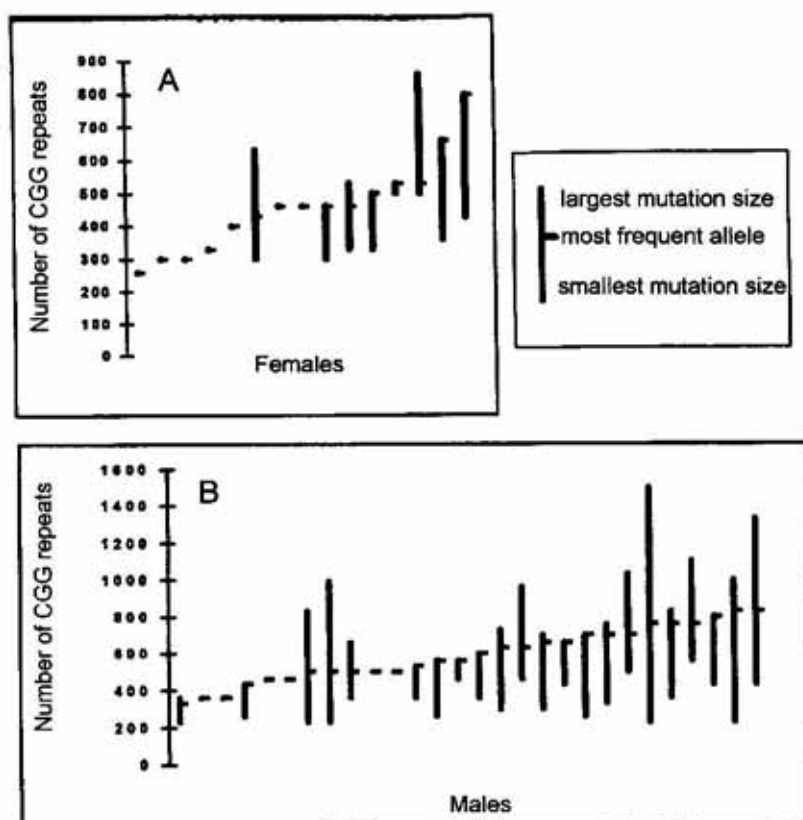 A
900
800
700
600
500
400
300
200
100
0
Number of CGG repeats
Females
largest mutation size
most frequent allele
smallest mutation size
B
1600
1400
1200
1000
800
600
400
200
0
Number of CGG repeats
Males